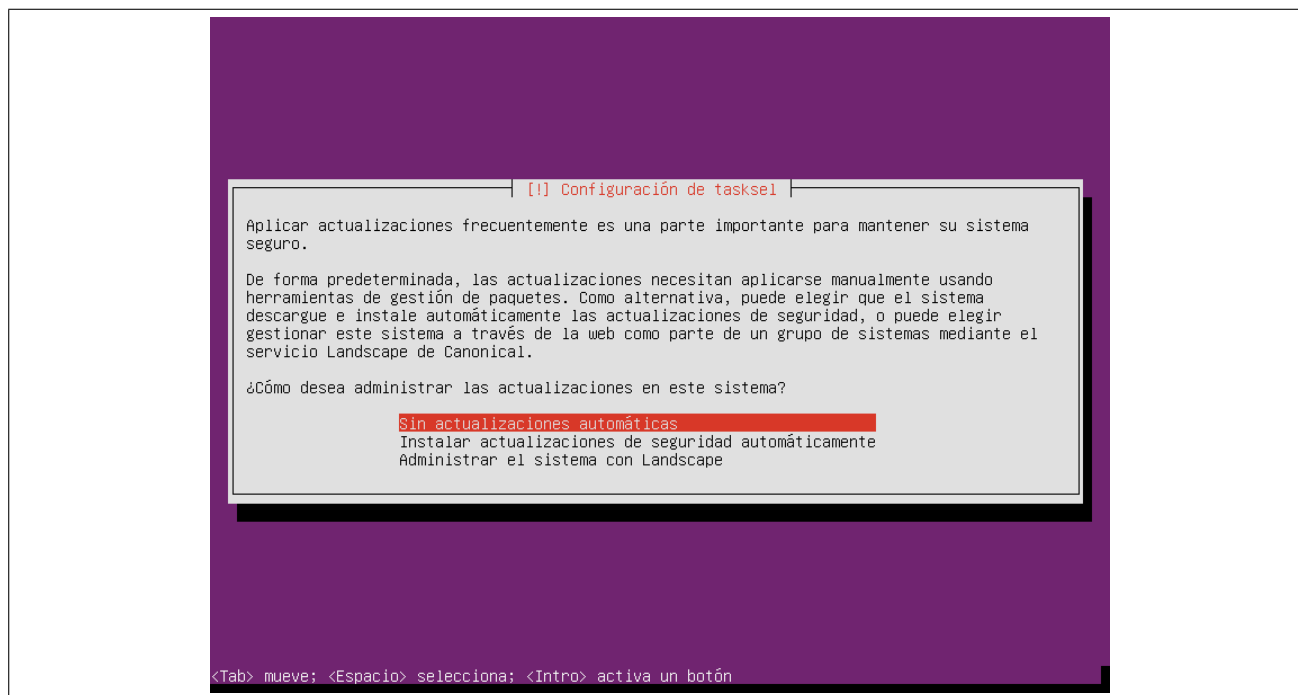 [!] Configuración de tasksel
Aplicar actualizaciones frecuentemente es una parte importante para mantener su sistema
seguro.
De forma predeterminada, las actualizaciones necesitan aplicarse manualmente usando
herramientas de gestión de paquetes. Como alternativa, puede elegir que el sistema
descargue e instale automáticamente las actualizaciones de seguridad, o puede elegir
gestionar este sistema a través de la web como parte de un grupo de sistemas mediante el
servicio Landscape de Canonical.
¿Cómo desea administrar las actualizaciones en este sistema?
Sin actualizaciones automáticas
Instalar actualizaciones de seguridad automáticamente
Administrar el sistema con Landscape
<Tab> mueve; <Espacio> selecciona; <Intro> activa un botón